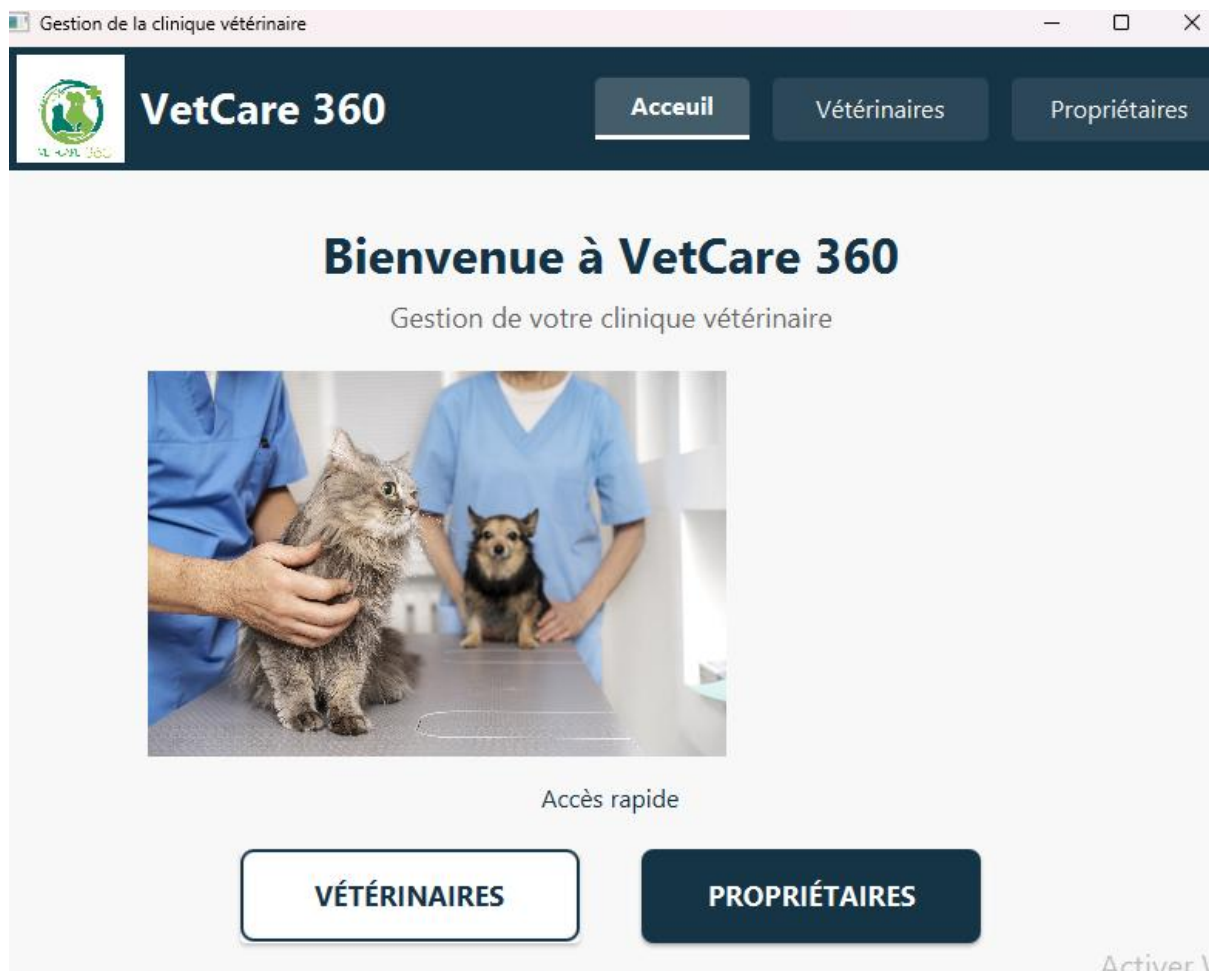 Gestion de la clinique vétérinaire
VetCare 360
Acceuil
Vétérinaires
Propriétaires
Bienvenue à VetCare 360
Gestion de votre clinique vétérinaire
Accès rapide
VÉTÉRINAIRES
PROPRIÉTAIRES
Activer